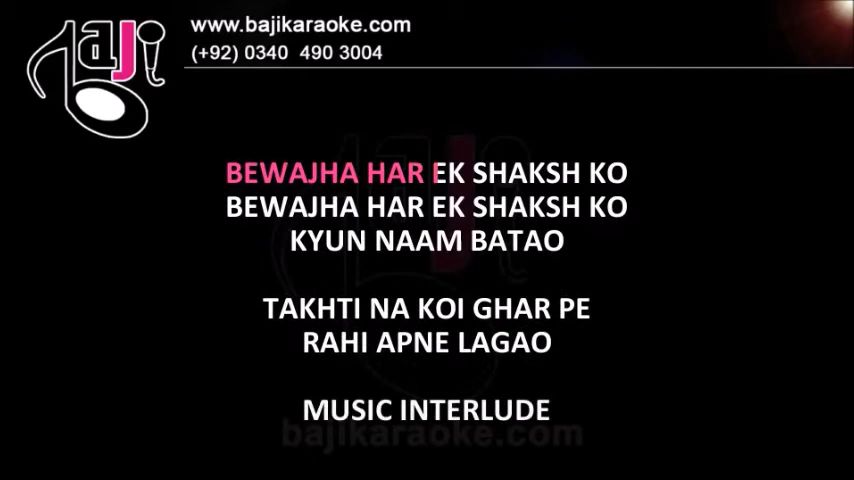 Baji
www.bajikaraoke.com
(+92) 0340 490 3004
BEWAJHA HAR EK SHAKSH KO
BEWAJHA HAR EK SHAKSH KO
KYUN NAAM BATAO
TAKHTI NA KOI GHAR PE
RAHI APNE LAGAO
MUSIC INTERLUDE
bajikaraoke.com